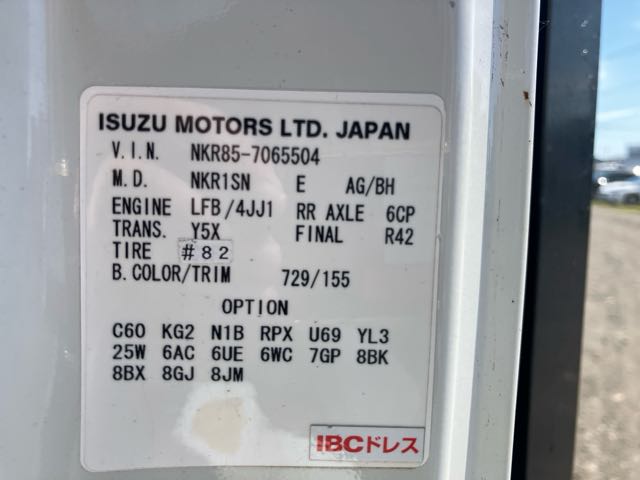 ISUZU MOTORS LTD. JAPAN
V.I.N. NKR85-7065504
M.D. NKR1SN E AG/BH
ENGINE LFB/4JJ1 RR AXLE 6CP
TRANS. Y5X FINAL R42
TIRE #82
B.COLOR/TRIM 729/155
OPTION
C60 KG2 N1B RPX U69 YL3
25W 6AC 6UE 6WC 7GP 8BK
8BX 8GJ 8JM
IBCドレス